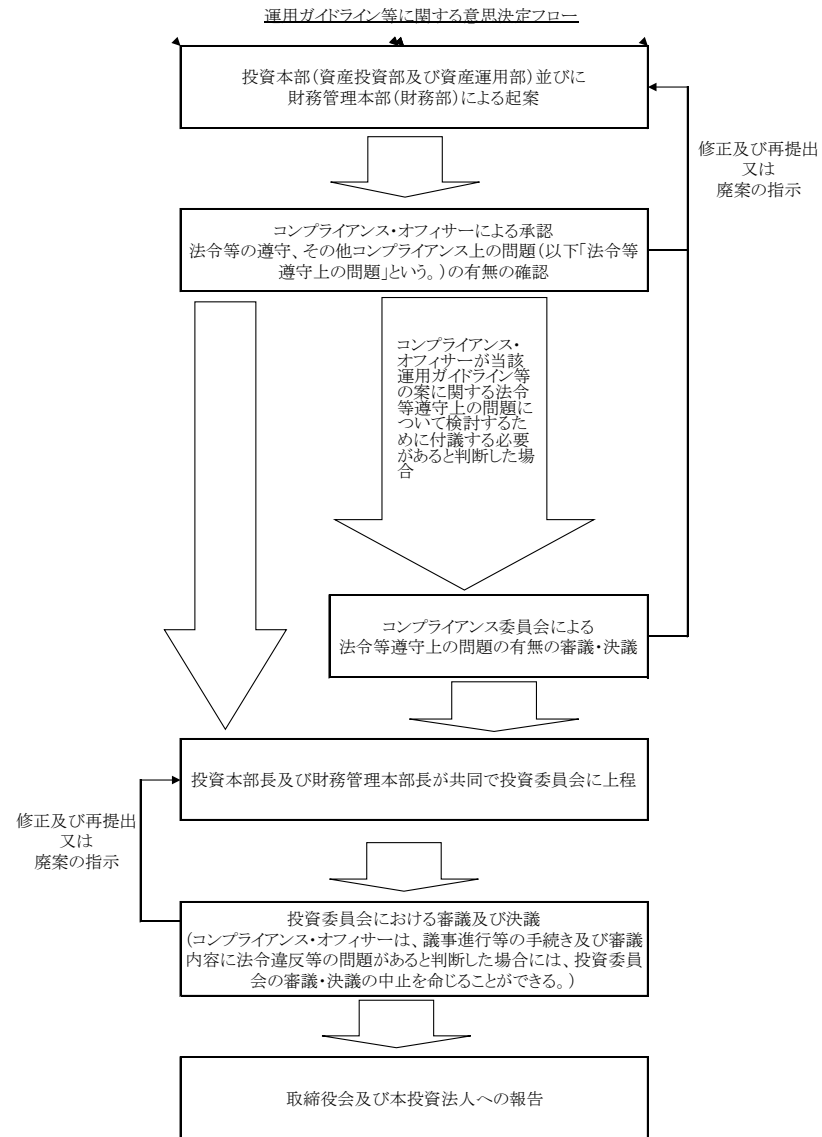 運用ガイドライン等に関する意思決定フロー
投資本部(資産投資部及び資産運用部)並びに
財務管理本部(財務部)による起案
修正及び再提出
又は
廃案の指示
コンプライアンス・オフィサーによる承認
法令等の遵守、その他コンプライアンス上の問題(以下「法令等
遵守上の問題」という。)の有無の確認
コンプライアンス・
オフィサーが当該
運用ガイドライン等
の案に関する法令
等遵守上の問題に
ついて検討するた
めに付議する必要
があると判断した場
合
コンプライアンス委員会による
法令等遵守上の問題の有無の審議・決議
投資本部長及び財務管理本部長が共同で投資委員会に上程
修正及び再提出
又は
廃案の指示
投資委員会における審議及び決議
(コンプライアンス・オフィサーは、議事進行等の手続き及び審議
内容に法令違反等の問題があると判断した場合には、投資委員
会の審議・決議の中止を命じることができる。)
取締役会及び本投資法人への報告